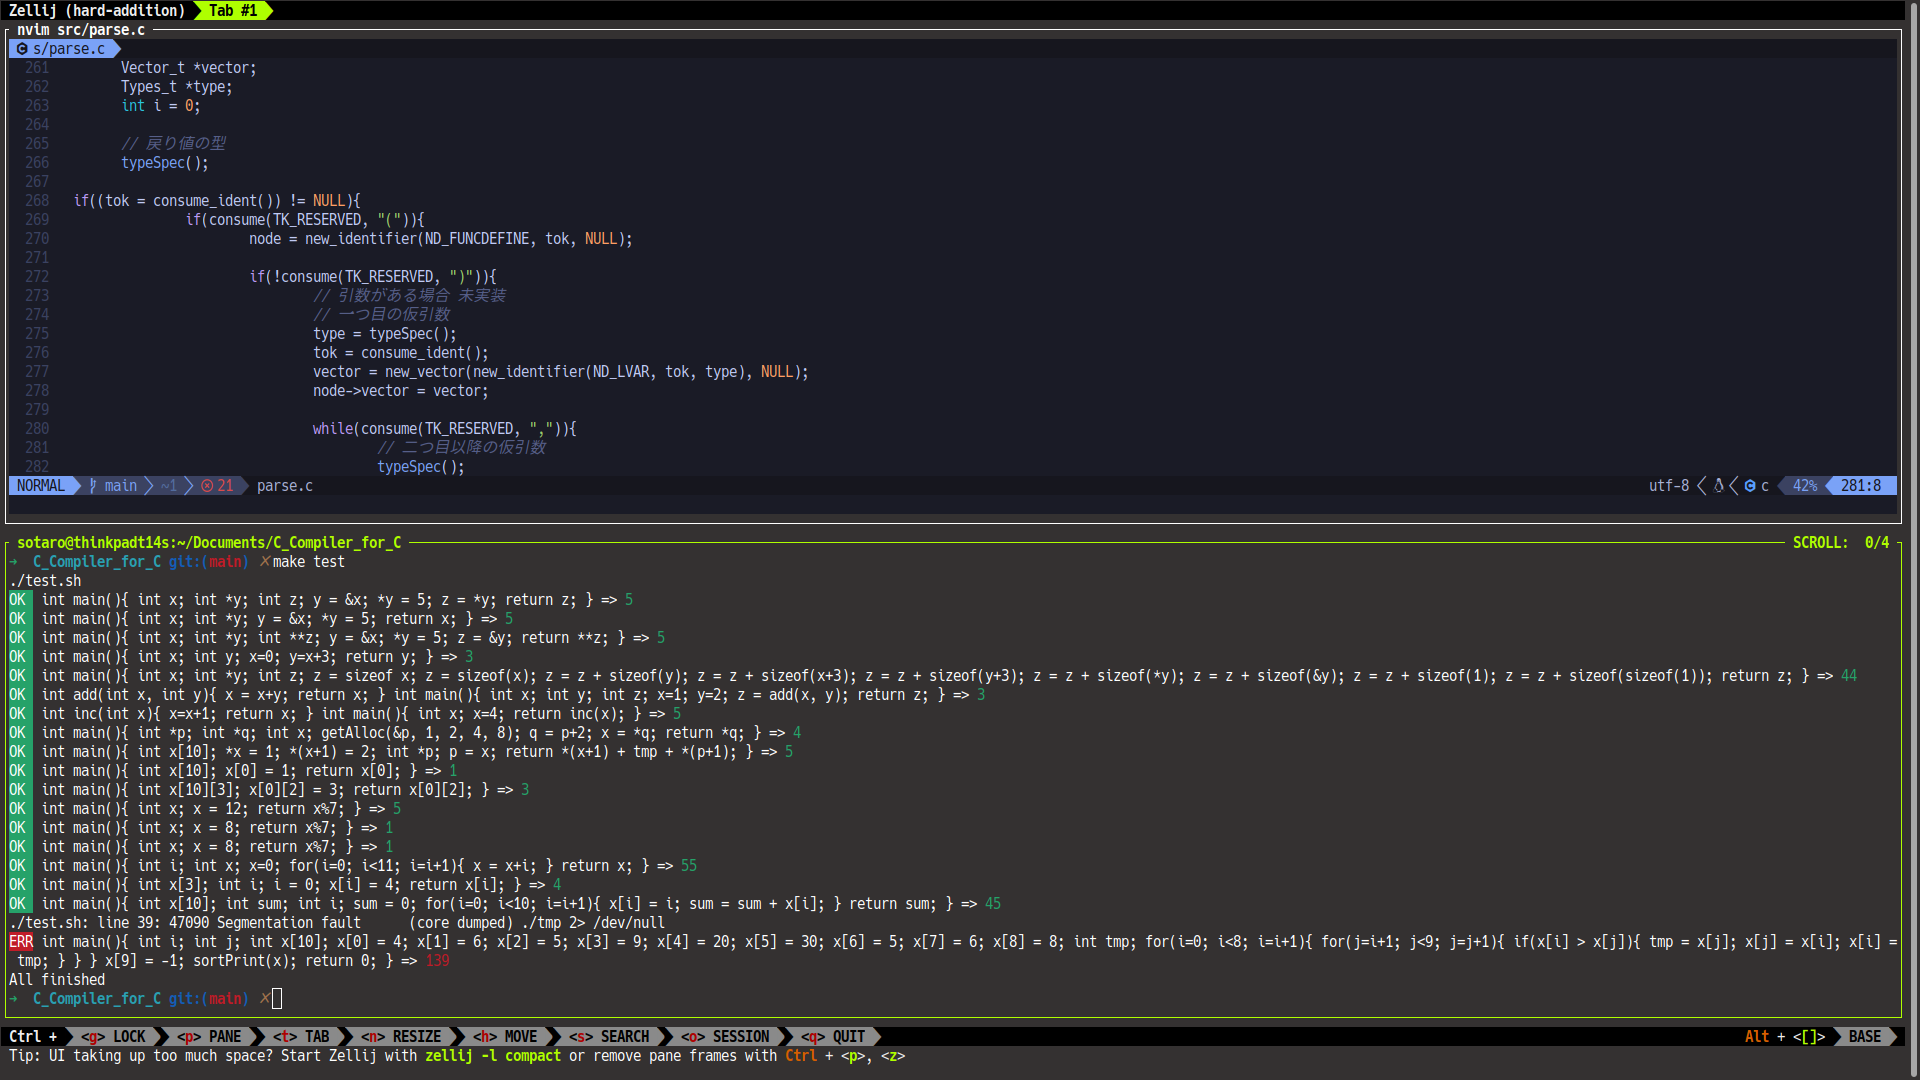 Zellij (hard-addition)  Tab #1
nvim src/parse.c
s/parse.c
261 Vector_t *vector;
262 Types_t *type;
263 int i = 0;
264
265 // 戻り値の型
266 typeSpec();
267
268 if((tok = consume_ident()) != NULL){
269 if(consume(TK_RESERVED, "(")){
270 node = new_identifier(ND_FUNCDEFINE, tok, NULL);
271
272 if(!consume(TK_RESERVED, ")")){
273 // 引数がある場合 未実装
274 // 一つ目の仮引数
275 type = typeSpec();
276 tok = consume_ident();
277 vector = new_vector(new_identifier(ND_LVAR, tok, type), NULL);
278 node->vector = vector;
279
280 while(consume(TK_RESERVED, ",")){
281 // 二つ目以降の仮引数
282 typeSpec();
NORMAL main ~1 21 parse.c utf-8 c 42% 281:8
sotaro@thinkpadt14s:~/Documents/C_Compiler_for_C SCROLL: 0/4
→ C_Compiler_for_C git:(main) ✗ make test
./test.sh
OK int main(){ int x; int *y; int z; y = &x; *y = 5; z = *y; return z; } => 5
OK int main(){ int x; int *y; y = &x; *y = 5; return x; } => 5
OK int main(){ int x; int *y; int **z; y = &x; *y = 5; z = &y; return **z; } => 5
OK int main(){ int x; int y; x=0; y=x+3; return y; } => 3
OK int main(){ int x; int *y; int z; z = sizeof x; z = sizeof(x); z = z + sizeof(y); z = z + sizeof(x+3); z = z + sizeof(y+3); z = z + sizeof(*y); z = z + sizeof(&y); z = z + sizeof(1); z = z + sizeof(sizeof(1)); return z; } => 44
OK int add(int x, int y){ x = x+y; return x; } int main(){ int x; int y; int z; x=1; y=2; z = add(x, y); return z; } => 3
OK int inc(int x){ x=x+1; return x; } int main(){ int x; x=4; return inc(x); } => 5
OK int main(){ int *p; int *q; int x; getAlloc(&p, 1, 2, 4, 8); q = p+2; x = *q; return *q; } => 4
OK int main(){ int x[10]; *x = 1; *(x+1) = 2; int *p; p = x; return *(x+1) + tmp + *(p+1); } => 5
OK int main(){ int x[10]; x[0] = 1; return x[0]; } => 1
OK int main(){ int x[10][3]; x[0][2] = 3; return x[0][2]; } => 3
OK int main(){ int x; x = 12; return x%7; } => 5
OK int main(){ int x; x = 8; return x%7; } => 1
OK int main(){ int x; x = 8; return x%7; } => 1
OK int main(){ int i; int x; x=0; for(i=0; i<11; i=i+1){ x = x+i; } return x; } => 55
OK int main(){ int x[3]; int i; i = 0; x[i] = 4; return x[i]; } => 4
OK int main(){ int x[10]; int sum; int i; sum = 0; for(i=0; i<10; i=i+1){ x[i] = i; sum = sum + x[i]; } return sum; } => 45
./test.sh: line 39: 47090 Segmentation fault      (core dumped) ./tmp 2> /dev/null
ERR int main(){ int i; int j; int x[10]; x[0] = 4; x[1] = 6; x[2] = 5; x[3] = 9; x[4] = 20; x[5] = 30; x[6] = 5; x[7] = 6; x[8] = 8; int tmp; for(i=0; i<8; i=i+1){ for(j=i+1; j<9; j=j+1){ if(x[i] > x[j]){ tmp = x[j]; x[j] = x[i]; x[i] =
tmp; } } } x[9] = -1; sortPrint(x); return 0; } => 139
All finished
→ C_Compiler_for_C git:(main) ✗
Ctrl + <g> LOCK <p> PANE <t> TAB <n> RESIZE <h> MOVE <s> SEARCH <o> SESSION <q> QUIT Alt + <[]> BASE
Tip: UI taking up too much space? Start Zellij with zellij -l compact or remove pane frames with Ctrl + <p>, <z>